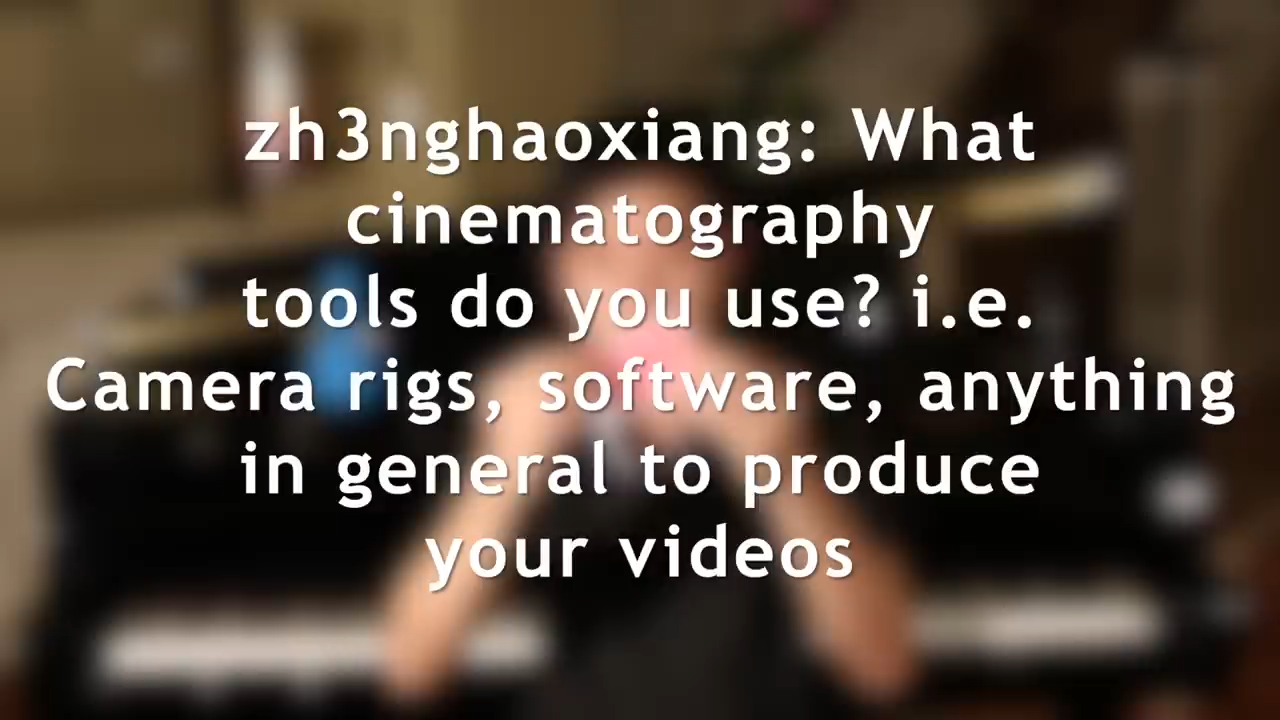 zh3nghaoxiang: What
cinematography
tools do you use? i.e.
Camera rigs, software, anything
in general to produce
your videos